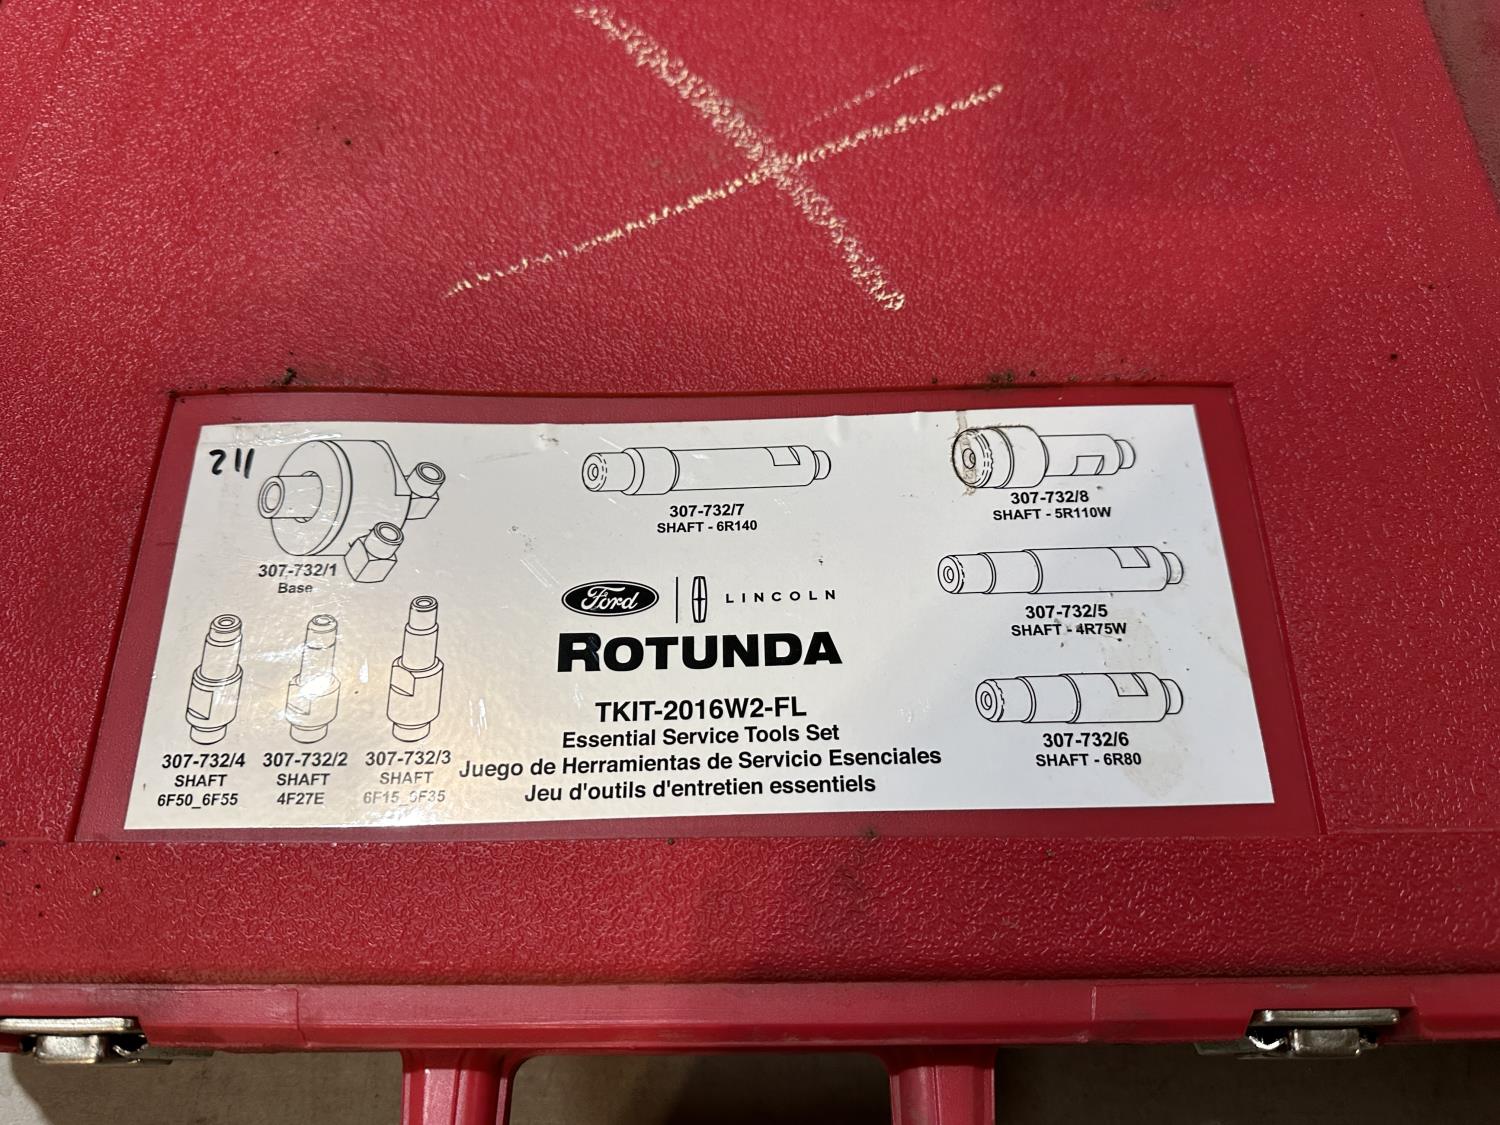 211
307-732/1
Base
307-732/7
SHAFT - 6R140
307-732/8
SHAFT - 5R110W
307-732/5
SHAFT - 4R75W
307-732/6
SHAFT - 6R80
307-732/4
SHAFT
6F50_6F55
307-732/2
SHAFT
4F27E
307-732/3
SHAFT
6F15_6F35
Ford
LINCOLN
ROTUNDA
TKIT-2016W2-FL
Essential Service Tools Set
Juego de Herramientas de Servicio Esenciales
Jeu d'outils d'entretien essentiels